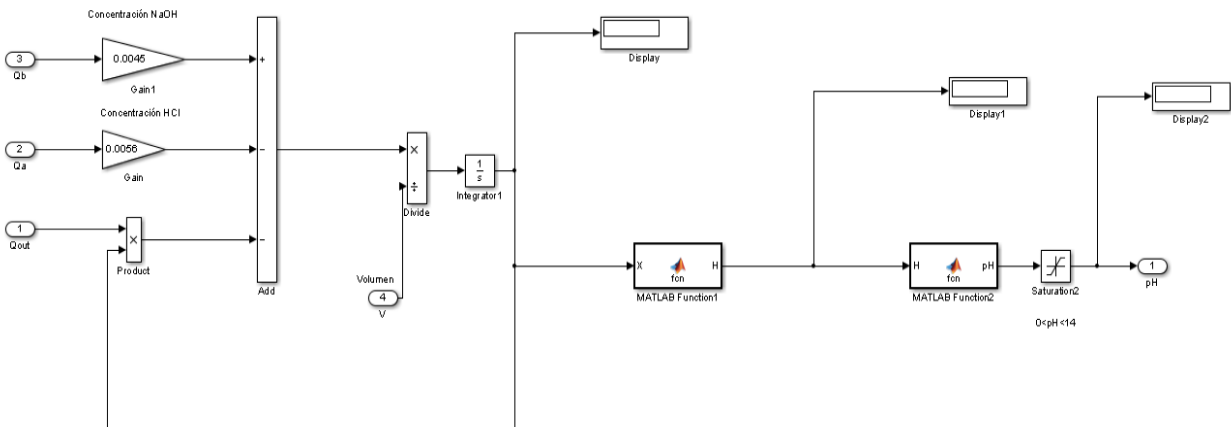 Concentración NaOH
3
Qb
0.0045
Gain1
+
Concentración HCl
2
Qa
0.0056
Gain
−
1
Qout
×
Product
−
Add
×
÷
Divide
Volumen
4
V
1
s
Integrator1
Display
X
fcn
H
MATLAB Function1
Display1
H
fcn
pH
MATLAB Function2
Saturation2
0<pH<14
Display2
1
pH